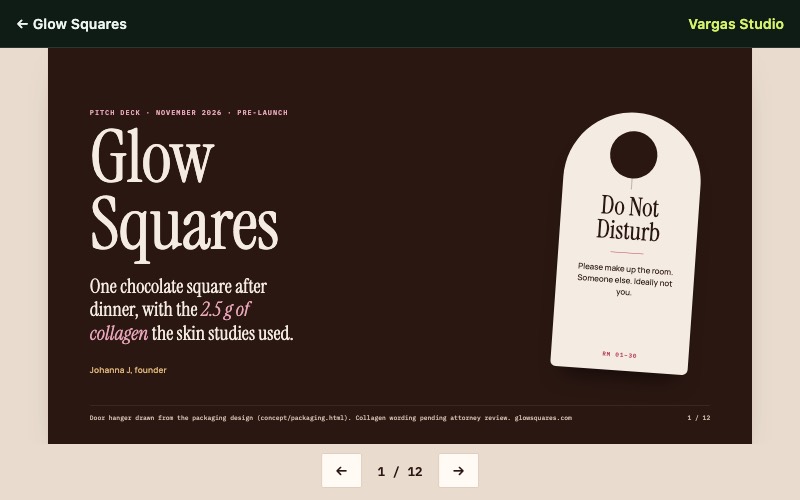 ← Glow Squares
Vargas Studio
PITCH DECK · NOVEMBER 2026 · PRE-LAUNCH
Glow
Squares
One chocolate square after
dinner, with the 2.5 g of
collagen the skin studies used.
Johanna J, founder
Do Not
Disturb
Please make up the room.
Someone else. Ideally not
you.
RM 01–30
Door hanger drawn from the packaging design (concept/packaging.html). Collagen wording pending attorney review. glowsquares.com
1 / 12
← 1 / 12 →